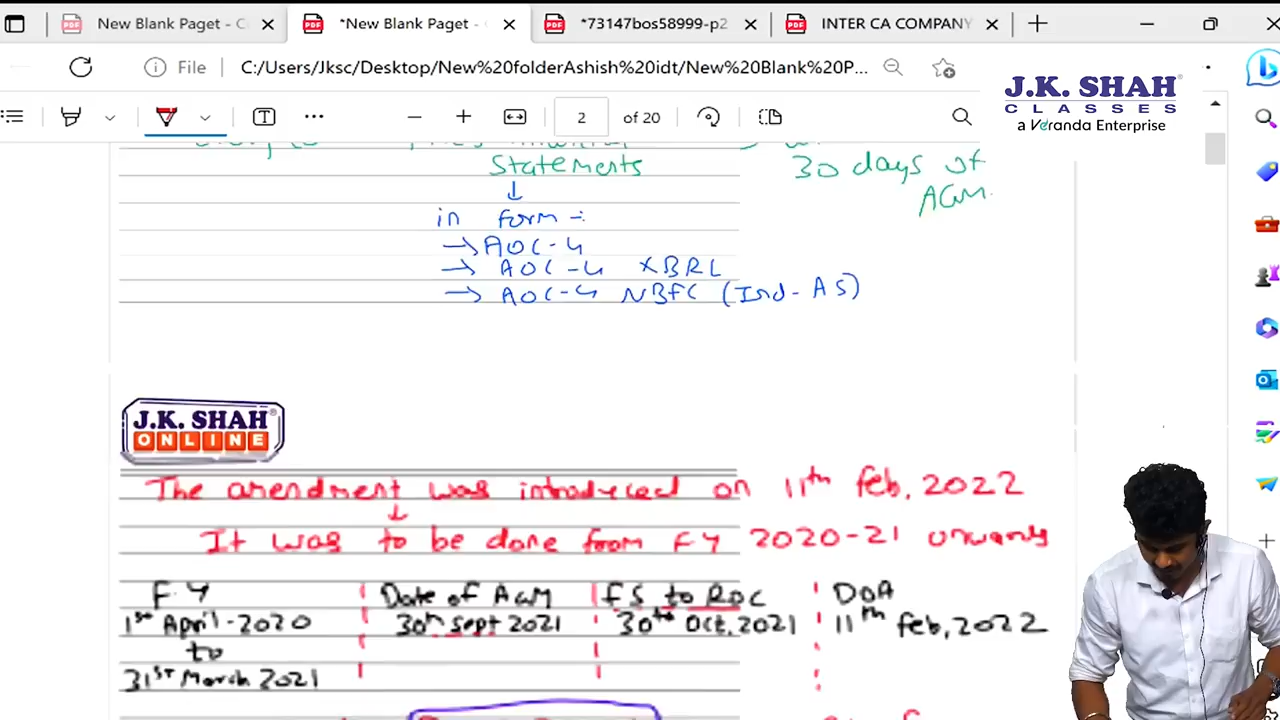 New Blank Paget - C
*New Blank Paget - C
*73147bos58999-p2
INTER CA COMPANY
File
C:/Users/Jksc/Desktop/New%20folderAshish%20idt/New%20Blank%20P...
2 of 20
J.K. SHAH
CLASSES
a Veranda Enterprise
Statements
30 days of
AGM.
in form :-
→ AOC-4
→ AOC-4 XBRL
→ AOC-4 NBFC (Ind-AS)
J.K. SHAH
ONLINE
The amendment was introduced on 11th Feb, 2022
It was to be done from FY 2020-21 onwards
F.Y Date of AGM FS to ROC DOA
1st April-2020 30th Sept 2021 30th Oct, 2021 11th Feb, 2022
to
31st March 2021